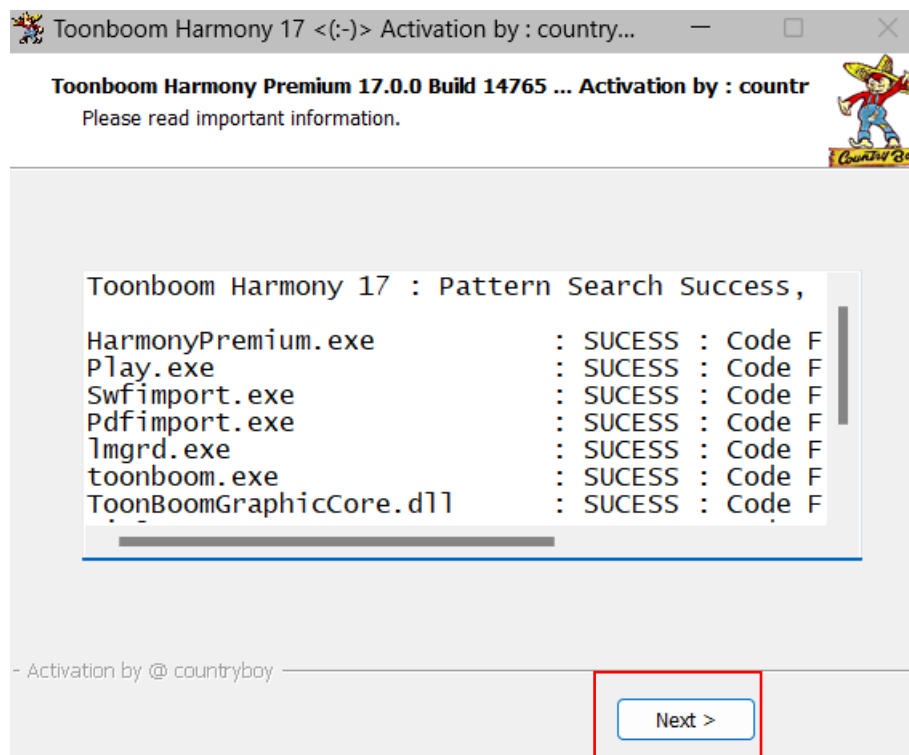 Toonboom Harmony 17 <(:-)> Activation by : country...
Toonboom Harmony Premium 17.0.0 Build 14765 ... Activation by : countr
Please read important information.
Country Bo
Toonboom Harmony 17 : Pattern Search Success,
HarmonyPremium.exe : SUCESS : Code F
Play.exe : SUCESS : Code F
Swfimport.exe : SUCESS : Code F
Pdfimport.exe : SUCESS : Code F
lmgrd.exe : SUCESS : Code F
toonboom.exe : SUCESS : Code F
ToonBoomGraphicCore.dll : SUCESS : Code F
Activation by @ countryboy
Next >